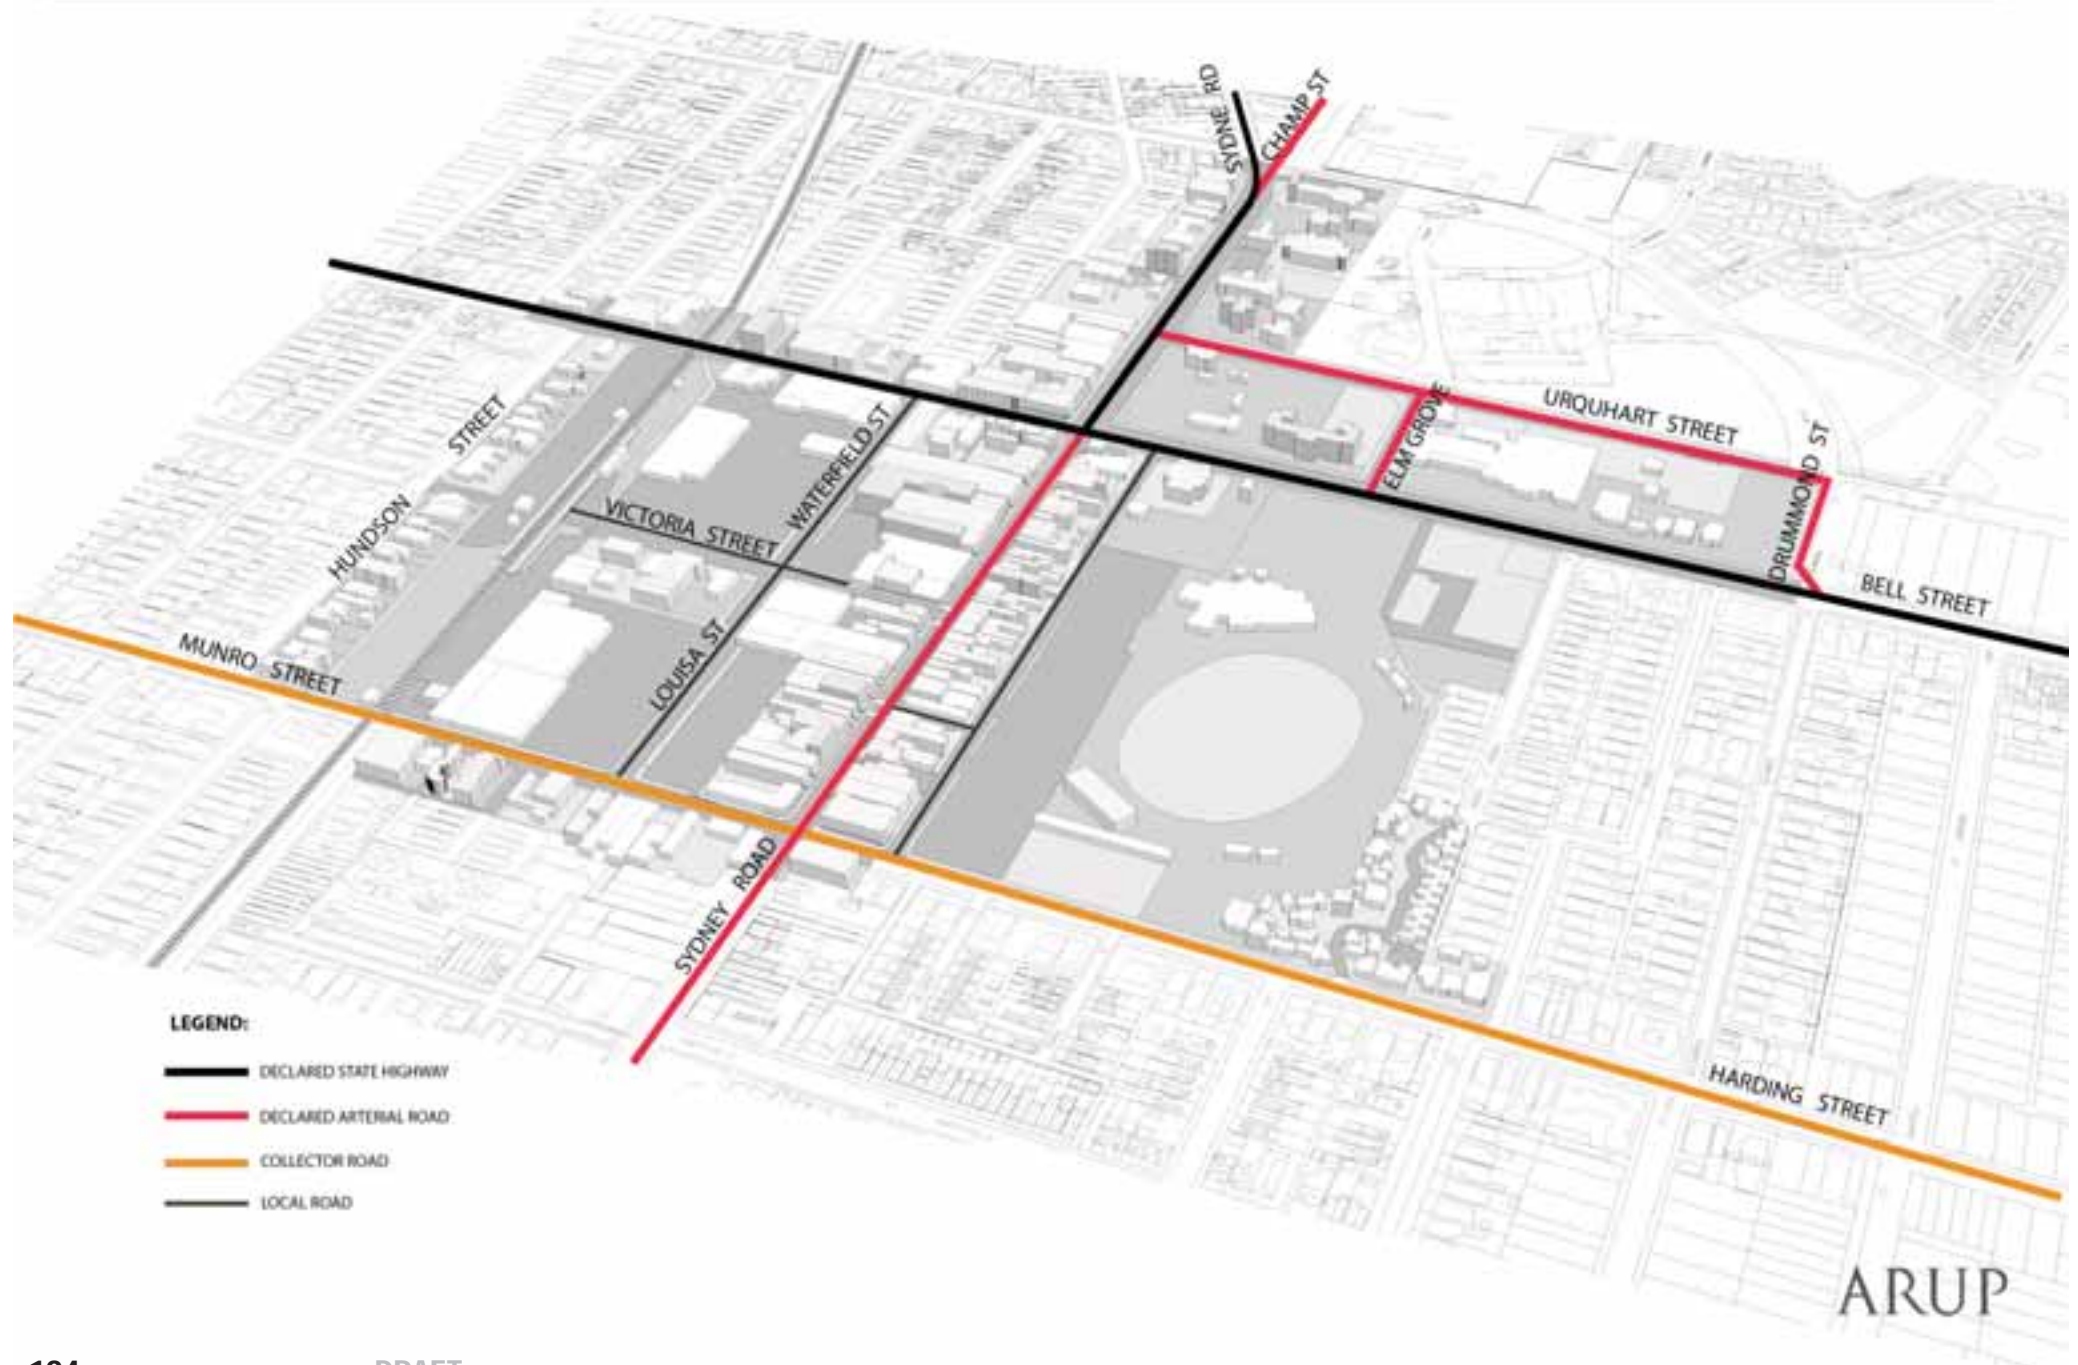 SYDNE RD
CHAMP ST
URQUHART STREET
ELM GROVE
DRUMMOND ST
BELL STREET
HUNDSON STREET
WATERFIELD ST
VICTORIA STREET
LOUISA ST
MUNRO STREET
SYDNEY ROAD
HARDING STREET
LEGEND:
DECLARED STATE HIGHWAY
DECLARED ARTERIAL ROAD
COLLECTOR ROAD
LOCAL ROAD
ARUP